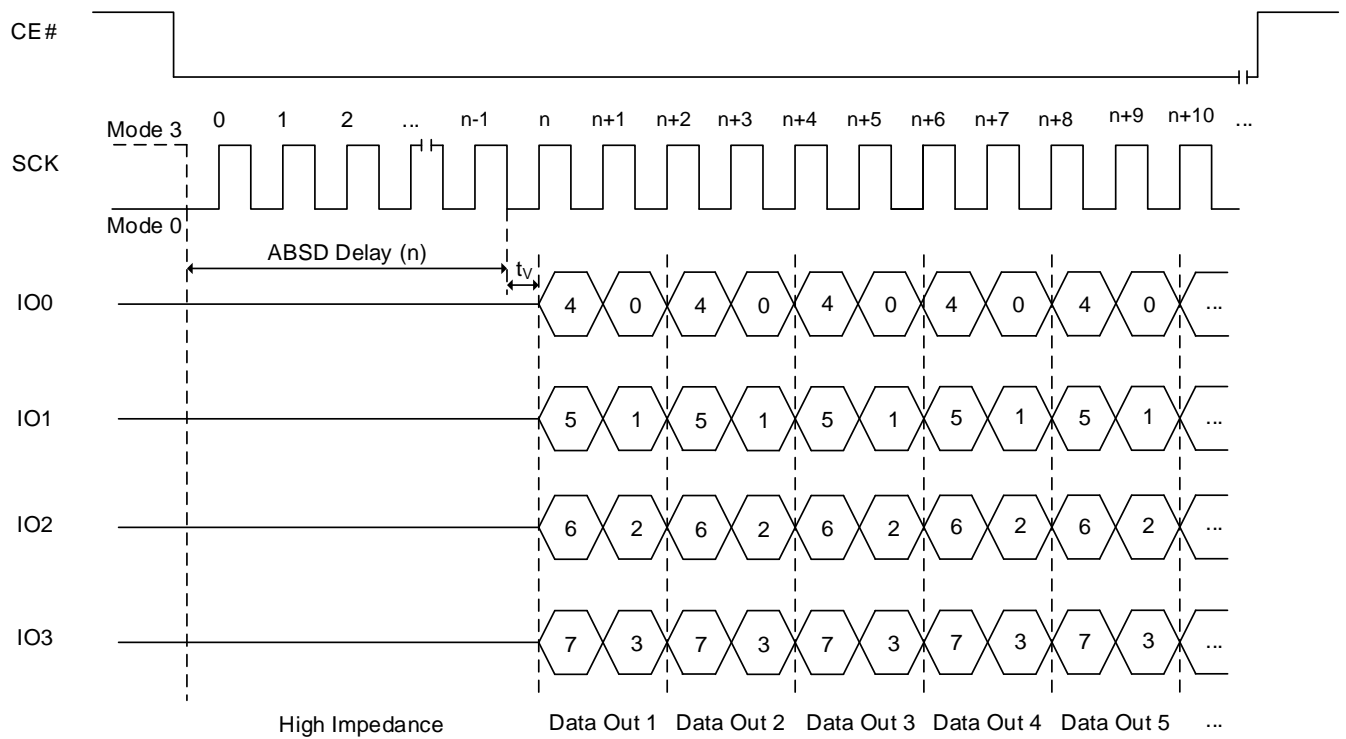 CE#
Mode 3
0 1 2 ... n-1 n n+1 n+2 n+3 n+4 n+5 n+6 n+7 n+8 n+9 n+10 ...
SCK
Mode 0
ABSD Delay (n)
tV
IO0 4 0 4 0 4 0 4 0 4 0 ...
IO1 5 1 5 1 5 1 5 1 5 1 ...
IO2 6 2 6 2 6 2 6 2 6 2 ...
IO3 7 3 7 3 7 3 7 3 7 3 ...
High Impedance Data Out 1 Data Out 2 Data Out 3 Data Out 4 Data Out 5 ...